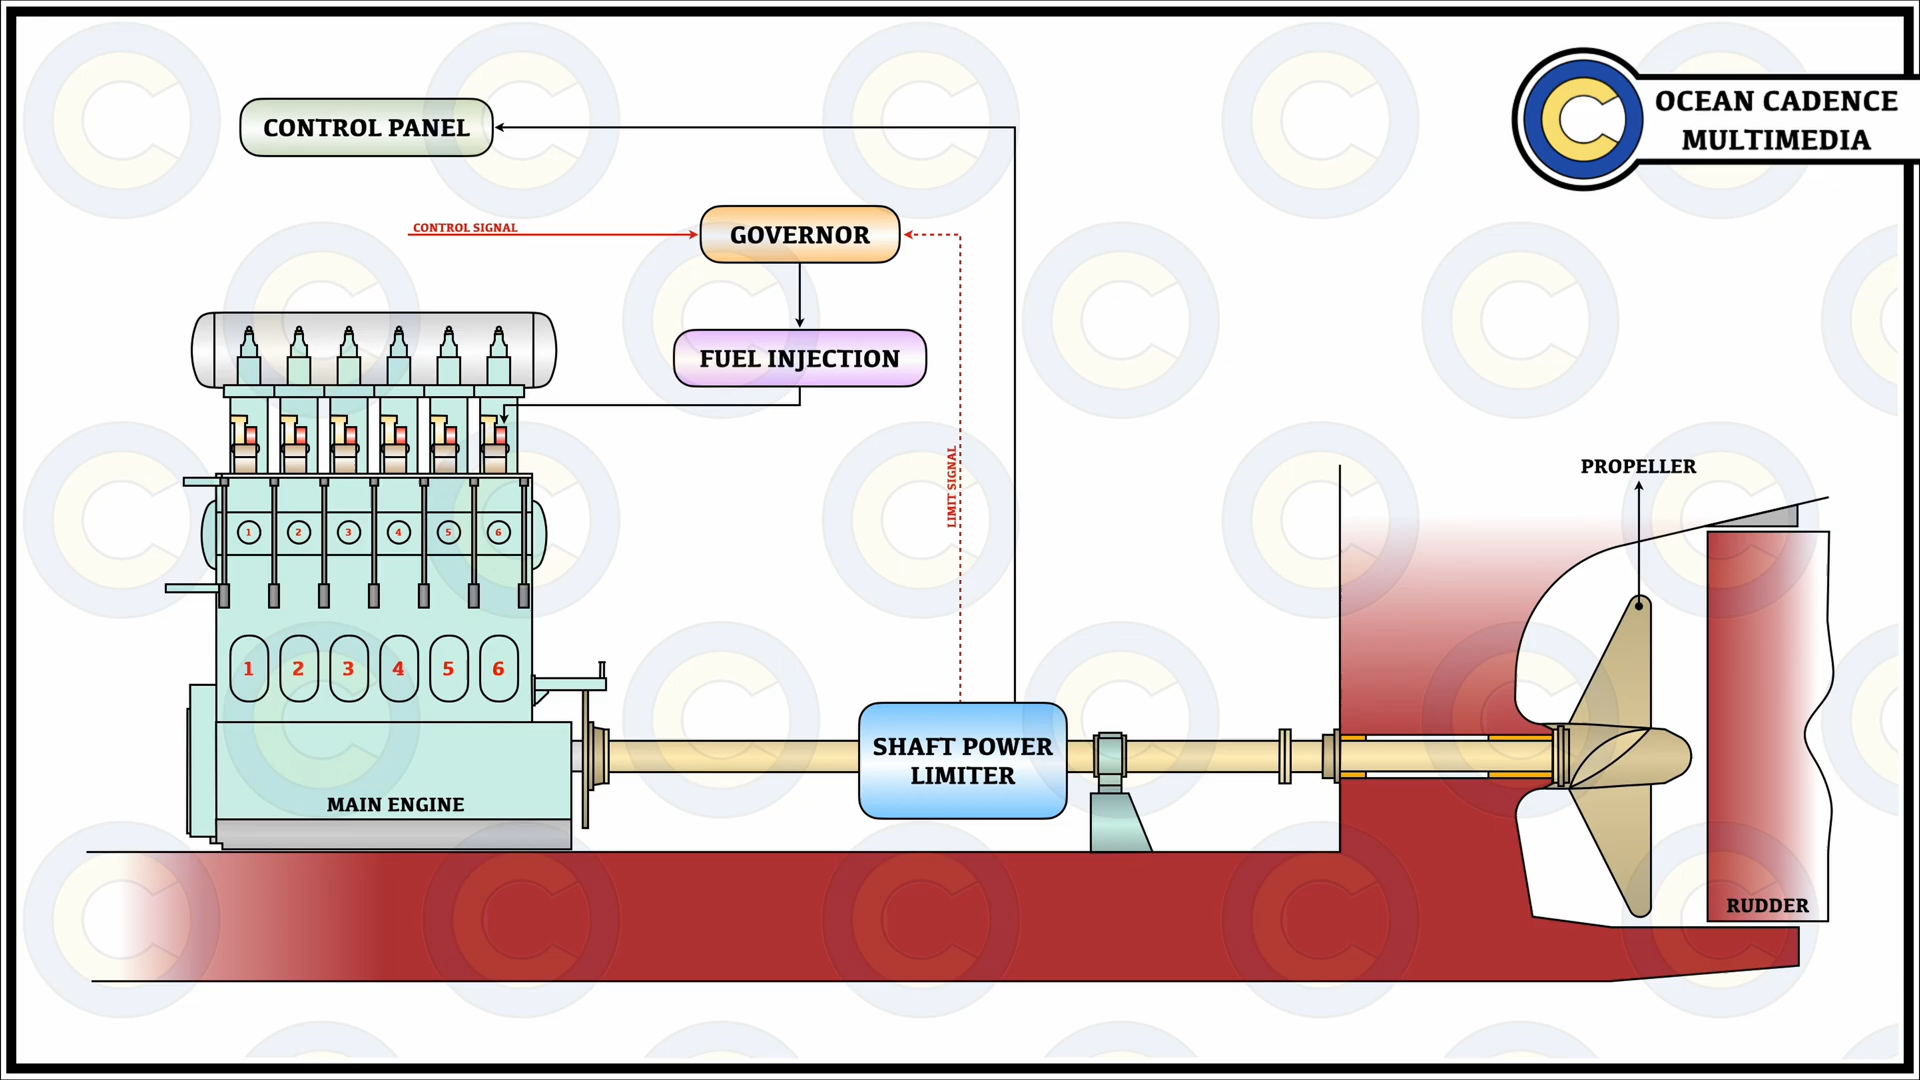 OCEAN CADENCE
MULTIMEDIA
CONTROL PANEL
CONTROL SIGNAL
GOVERNOR
FUEL INJECTION
LIMIT SIGNAL
PROPELLER
1 2 3 4 5 6
1 2 3 4 5 6
SHAFT POWER
LIMITER
MAIN ENGINE
RUDDER